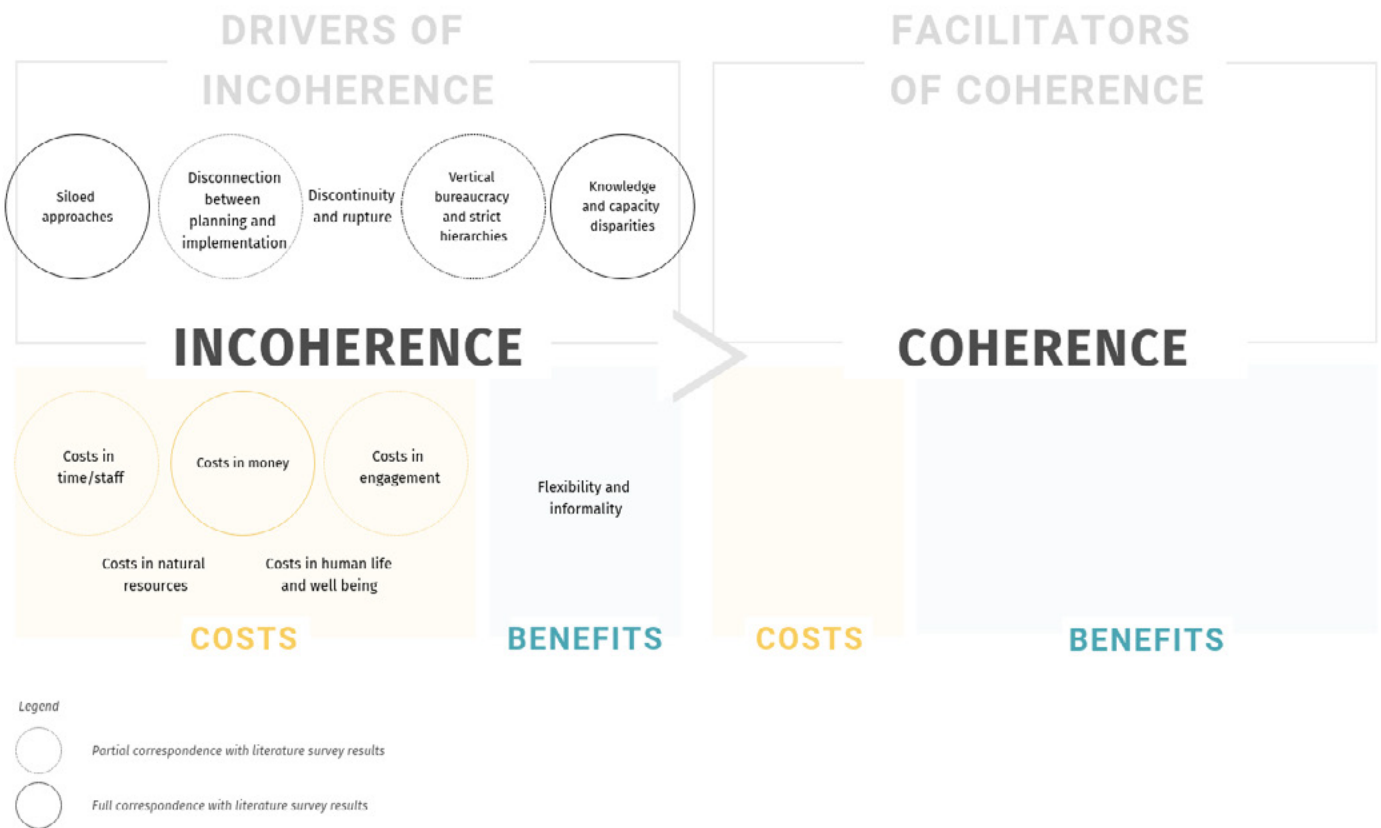 DRIVERS OF
INCOHERENCE
FACILITATORS
OF COHERENCE
Siloed
approaches
Disconnection
between
planning and
implementation
Discontinuity
and rupture
Vertical
bureaucracy
and strict
hierarchies
Knowledge
and capacity
disparities
INCOHERENCE
COHERENCE
Costs in
time/staff
Costs in money
Costs in
engagement
Costs in natural
resources
Costs in human life
and well being
Flexibility and
informality
COSTS
BENEFITS
COSTS
BENEFITS
Legend
Partial correspondence with literature survey results
Full correspondence with literature survey results